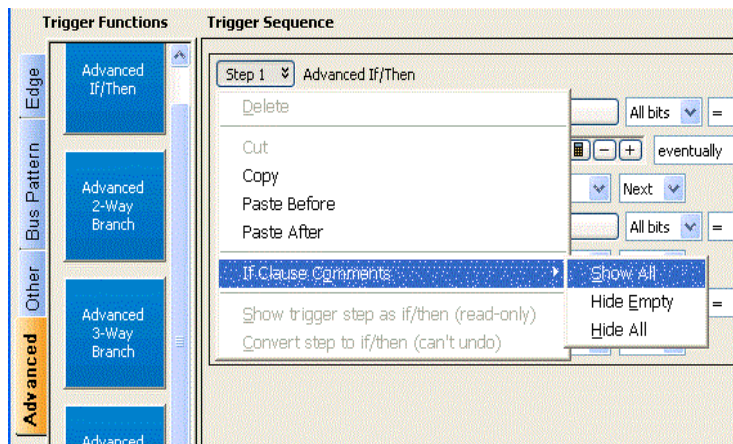 Trigger Functions
Trigger Sequence
Edge
Bus Pattern
Other
Advanced
Advanced
If/Then
Advanced
2-Way
Branch
Advanced
3-Way
Branch
Advanced
Step 1
Advanced If/Then
Delete
Cut
Copy
Paste Before
Paste After
If Clause Comments
Show trigger step as if/then (read-only)
Convert step to if/then (can't undo)
Show All
Hide Empty
Hide All
All bits =
- + eventually
Next
All bits =
=